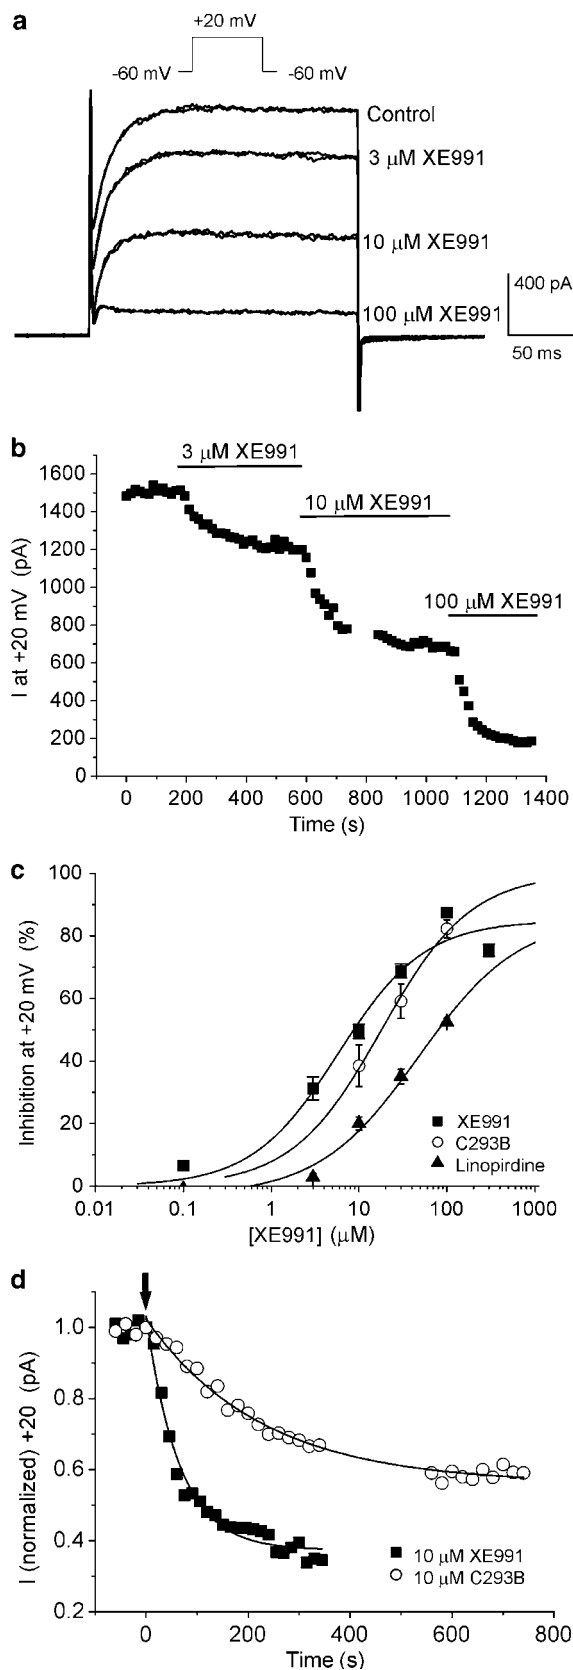 a
+20 mV
-60 mV
-60 mV
Control
3 μM XE991
10 μM XE991
100 μM XE991
400 pA
50 ms
b
3 μM XE991
10 μM XE991
100 μM XE991
1600
1400
1200
1000
800
600
400
200
0
I at +20 mV (pA)
0 200 400 600 800 1000 1200 1400
Time (s)
c
100
80
60
40
20
0
Inhibition at +20 mV (%)
XE991
C293B
Linopirdine
0.01 0.1 1 10 100 1000
[XE991] (μM)
d
1.0
0.8
0.6
0.4
0.2
I (normalized) +20 (pA)
10 μM XE991
10 μM C293B
0 200 400 600 800
Time (s)